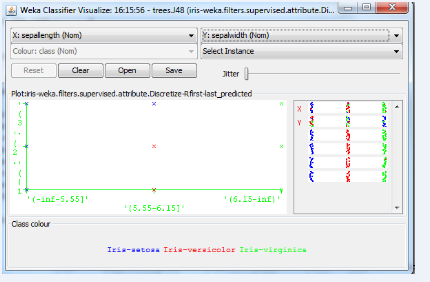 Weka Classifier Visualize: 16:15:56 - trees.J48 (iris-weka.filters.supervised.attribute.Di...
X: sepallength (Nom)
Y: sepalwidth (Nom)
Colour: class (Nom)
Select Instance
Reset
Clear
Open
Save
Jitter
Plot:iris-weka.filters.supervised.attribute.Discretize-Rfirst-last_predicted
X
Y
'(-inf-5.55]'
'(5.55-6.15]'
'(6.15-inf)'
Class colour
Iris-setosa Iris-versicolor Iris-virginica